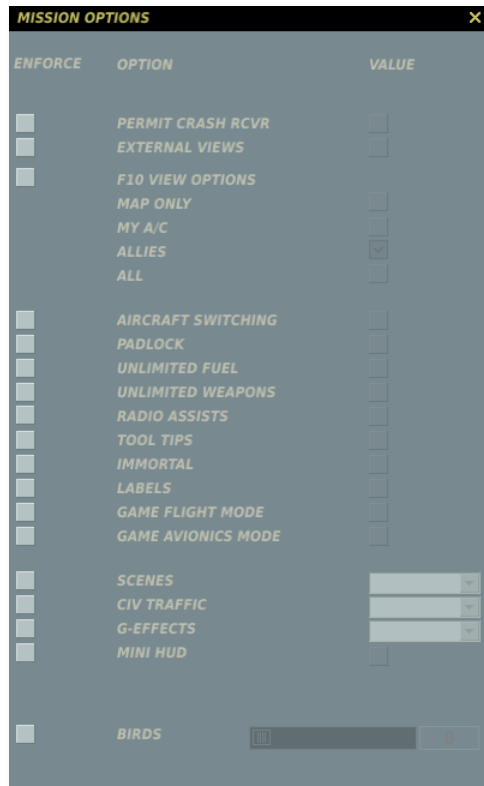 MISSION OPTIONS
ENFORCE OPTION VALUE
PERMIT CRASH RCVR
EXTERNAL VIEWS
F10 VIEW OPTIONS
MAP ONLY
MY A/C
ALLIES
ALL
AIRCRAFT SWITCHING
PADLOCK
UNLIMITED FUEL
UNLIMITED WEAPONS
RADIO ASSISTS
TOOL TIPS
IMMORTAL
LABELS
GAME FLIGHT MODE
GAME AVIONICS MODE
SCENES
CIV TRAFFIC
G-EFFECTS
MINI HUD
BIRDS 0